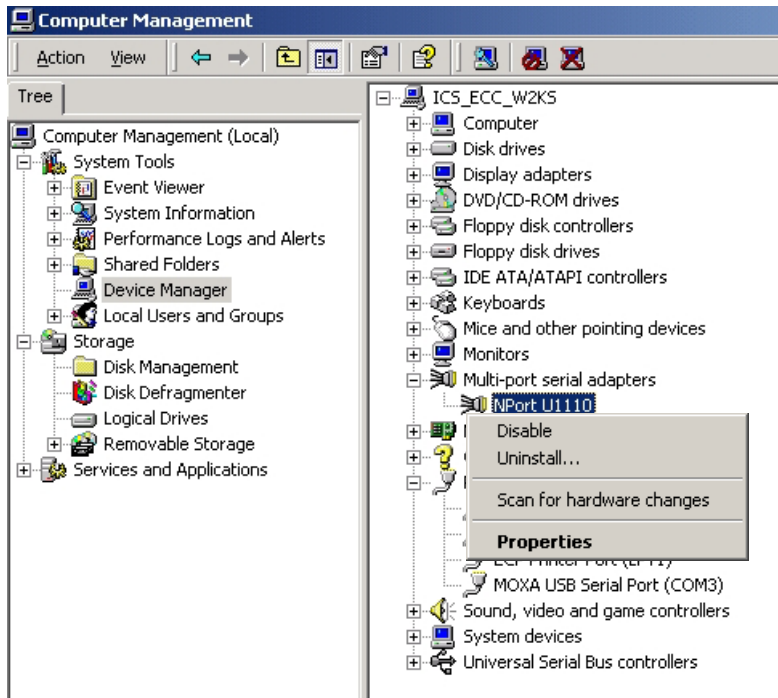 Computer Management
Action View
Tree
Computer Management (Local)
System Tools
Event Viewer
System Information
Performance Logs and Alerts
Shared Folders
Device Manager
Local Users and Groups
Storage
Disk Management
Disk Defragmenter
Logical Drives
Removable Storage
Services and Applications
ICS_ECC_W2KS
Computer
Disk drives
Display adapters
DVD/CD-ROM drives
Floppy disk controllers
Floppy disk drives
IDE ATA/ATAPI controllers
Keyboards
Mice and other pointing devices
Monitors
Multi-port serial adapters
NPort U1110
Disable
Uninstall...
Scan for hardware changes
Properties
ECP Printer Port (LPT1)
MOXA USB Serial Port (COM3)
Sound, video and game controllers
System devices
Universal Serial Bus controllers